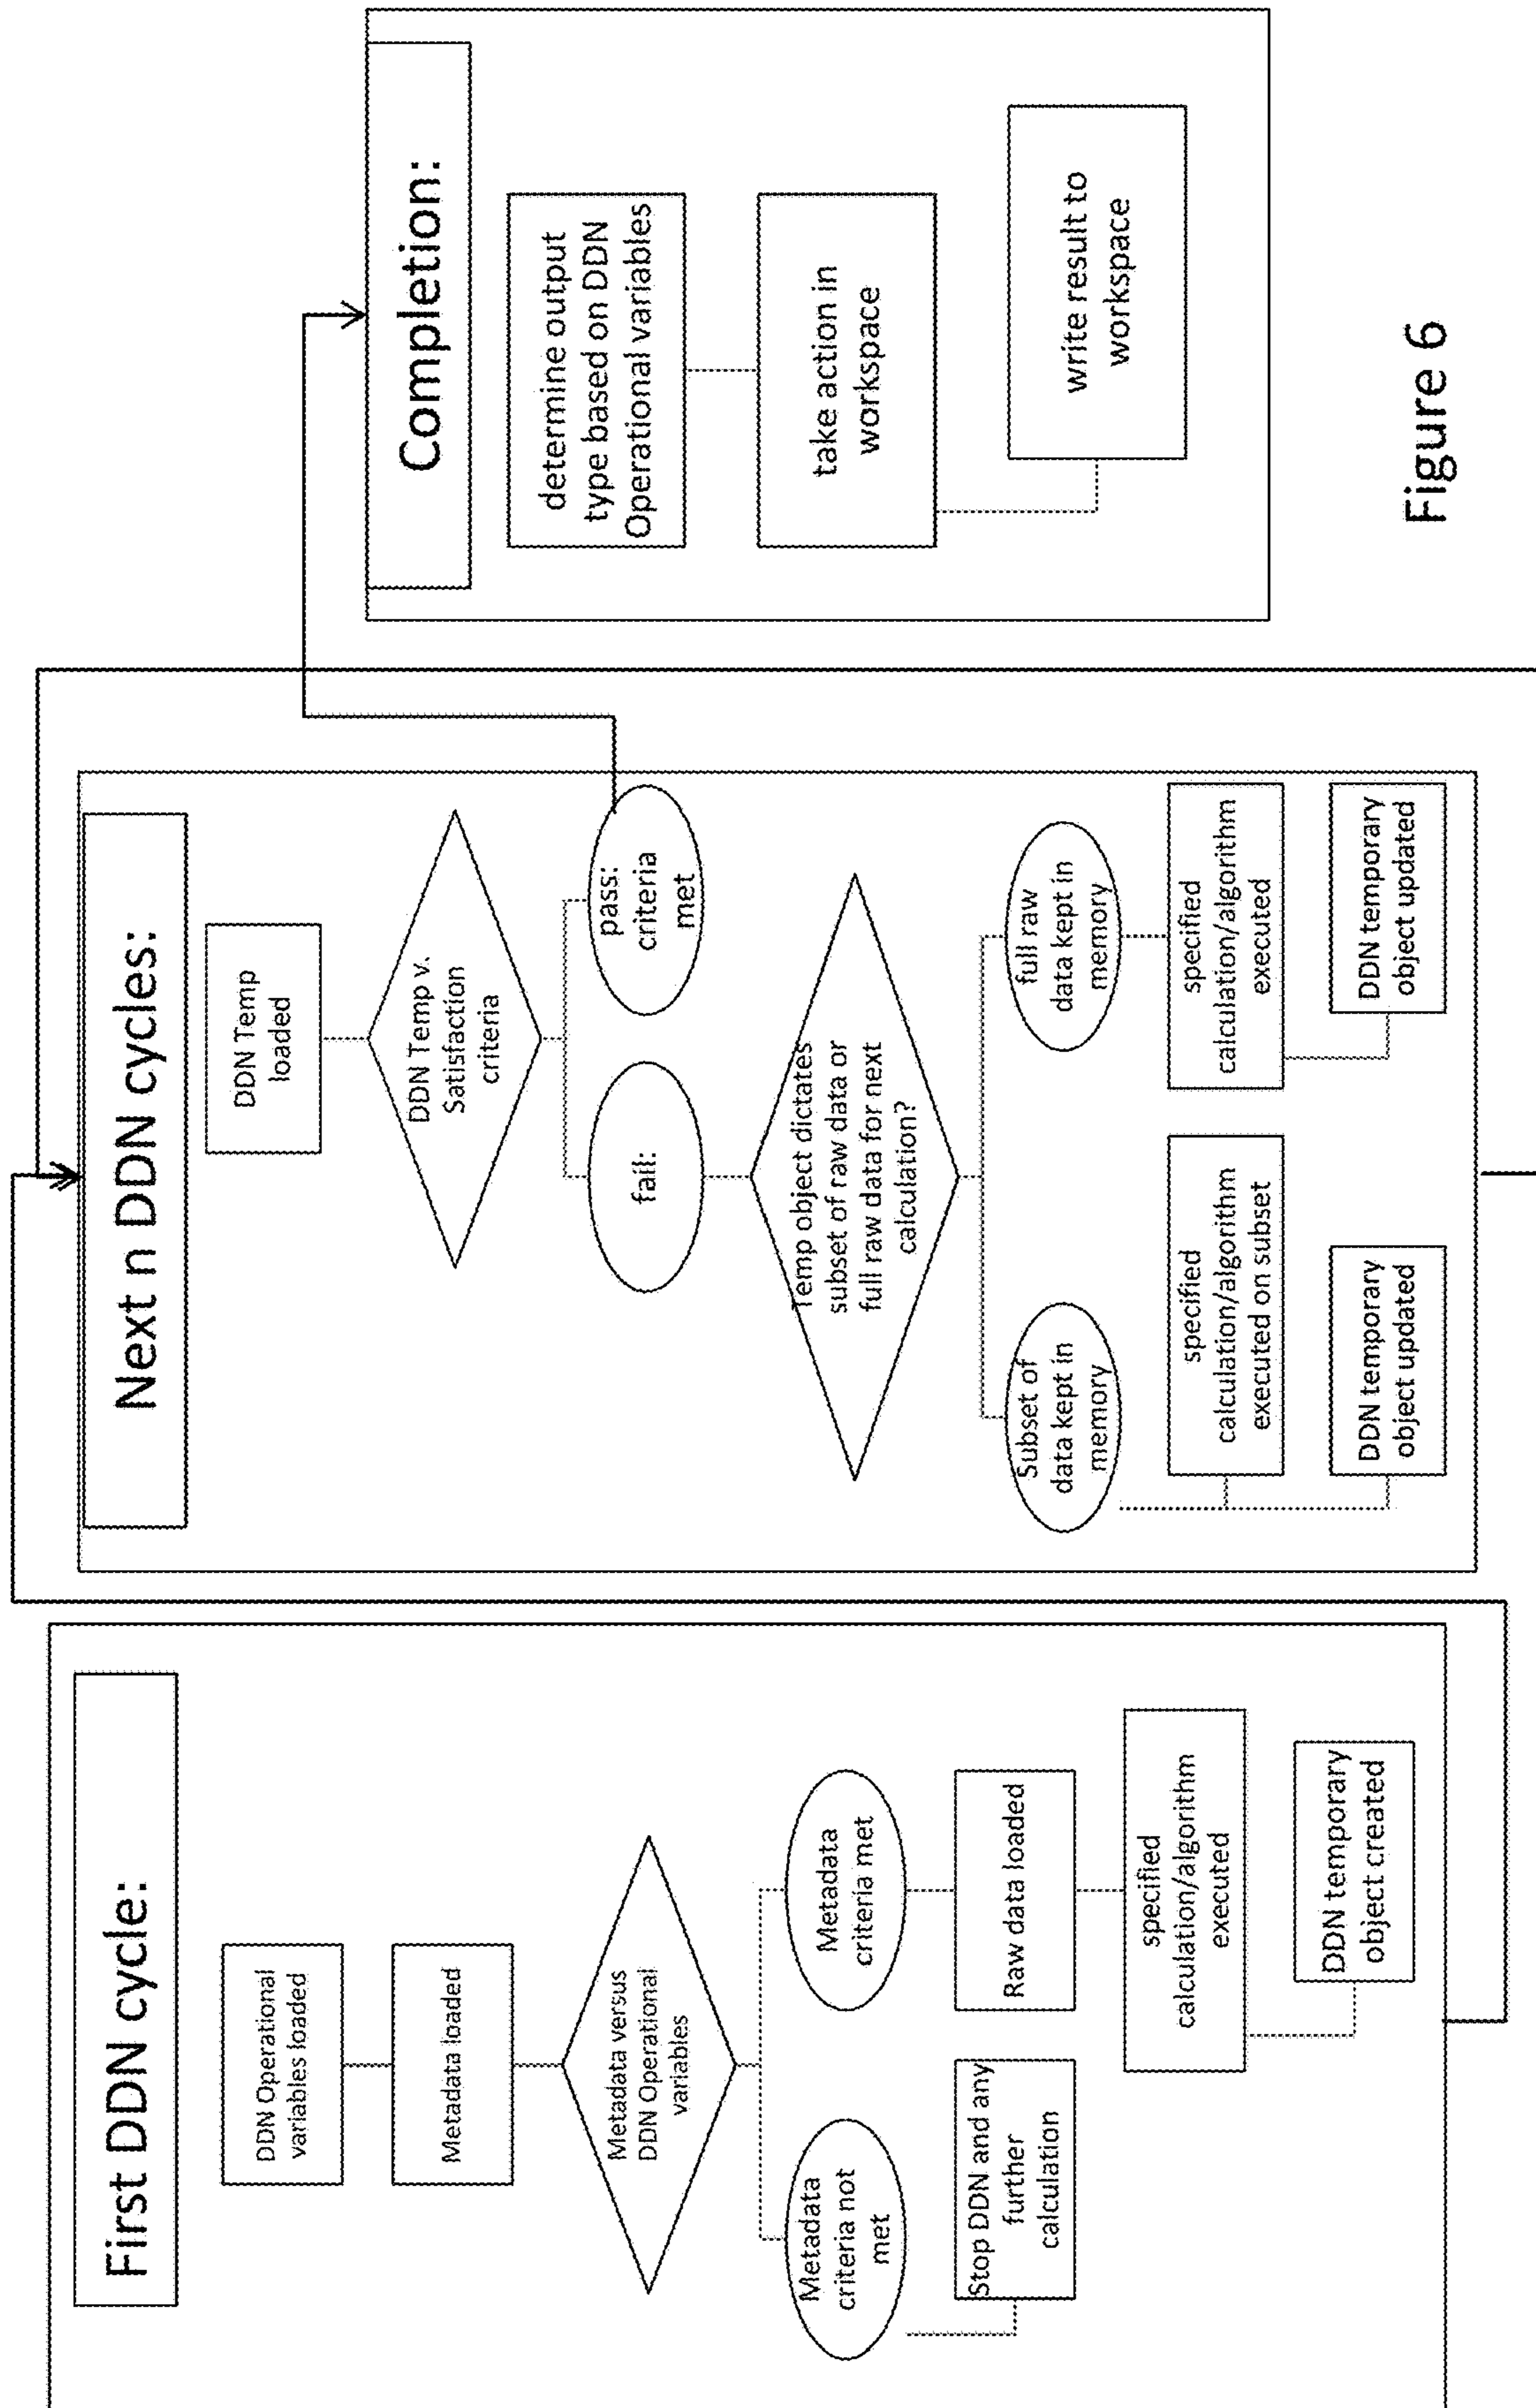 First DDN cycle:
DDN Operational
variables loaded
Metadata loaded
Metadata versus
DDN Operational
variables
Metadata
criteria not
met
Metadata
criteria met
Stop DDN and any
further
calculation
Raw data loaded
specified
calculation/algorithm
executed
DDN temporary
object created
Next n DDN cycles:
DDN Temp
loaded
DDN Temp v.
Satisfaction
criteria
fail:
pass:
criteria
met
Temp object dictates
subset of raw data or
full raw data for next
calculation?
Subset of
data kept in
memory
full raw
data kept in
memory
specified
calculation/algorithm
executed on subset
specified
calculation/algorithm
executed
DDN temporary
object updated
DDN temporary
object updated
Completion:
determine output
type based on DDN
Operational variables
take action in
workspace
write result to
workspace
Figure 6